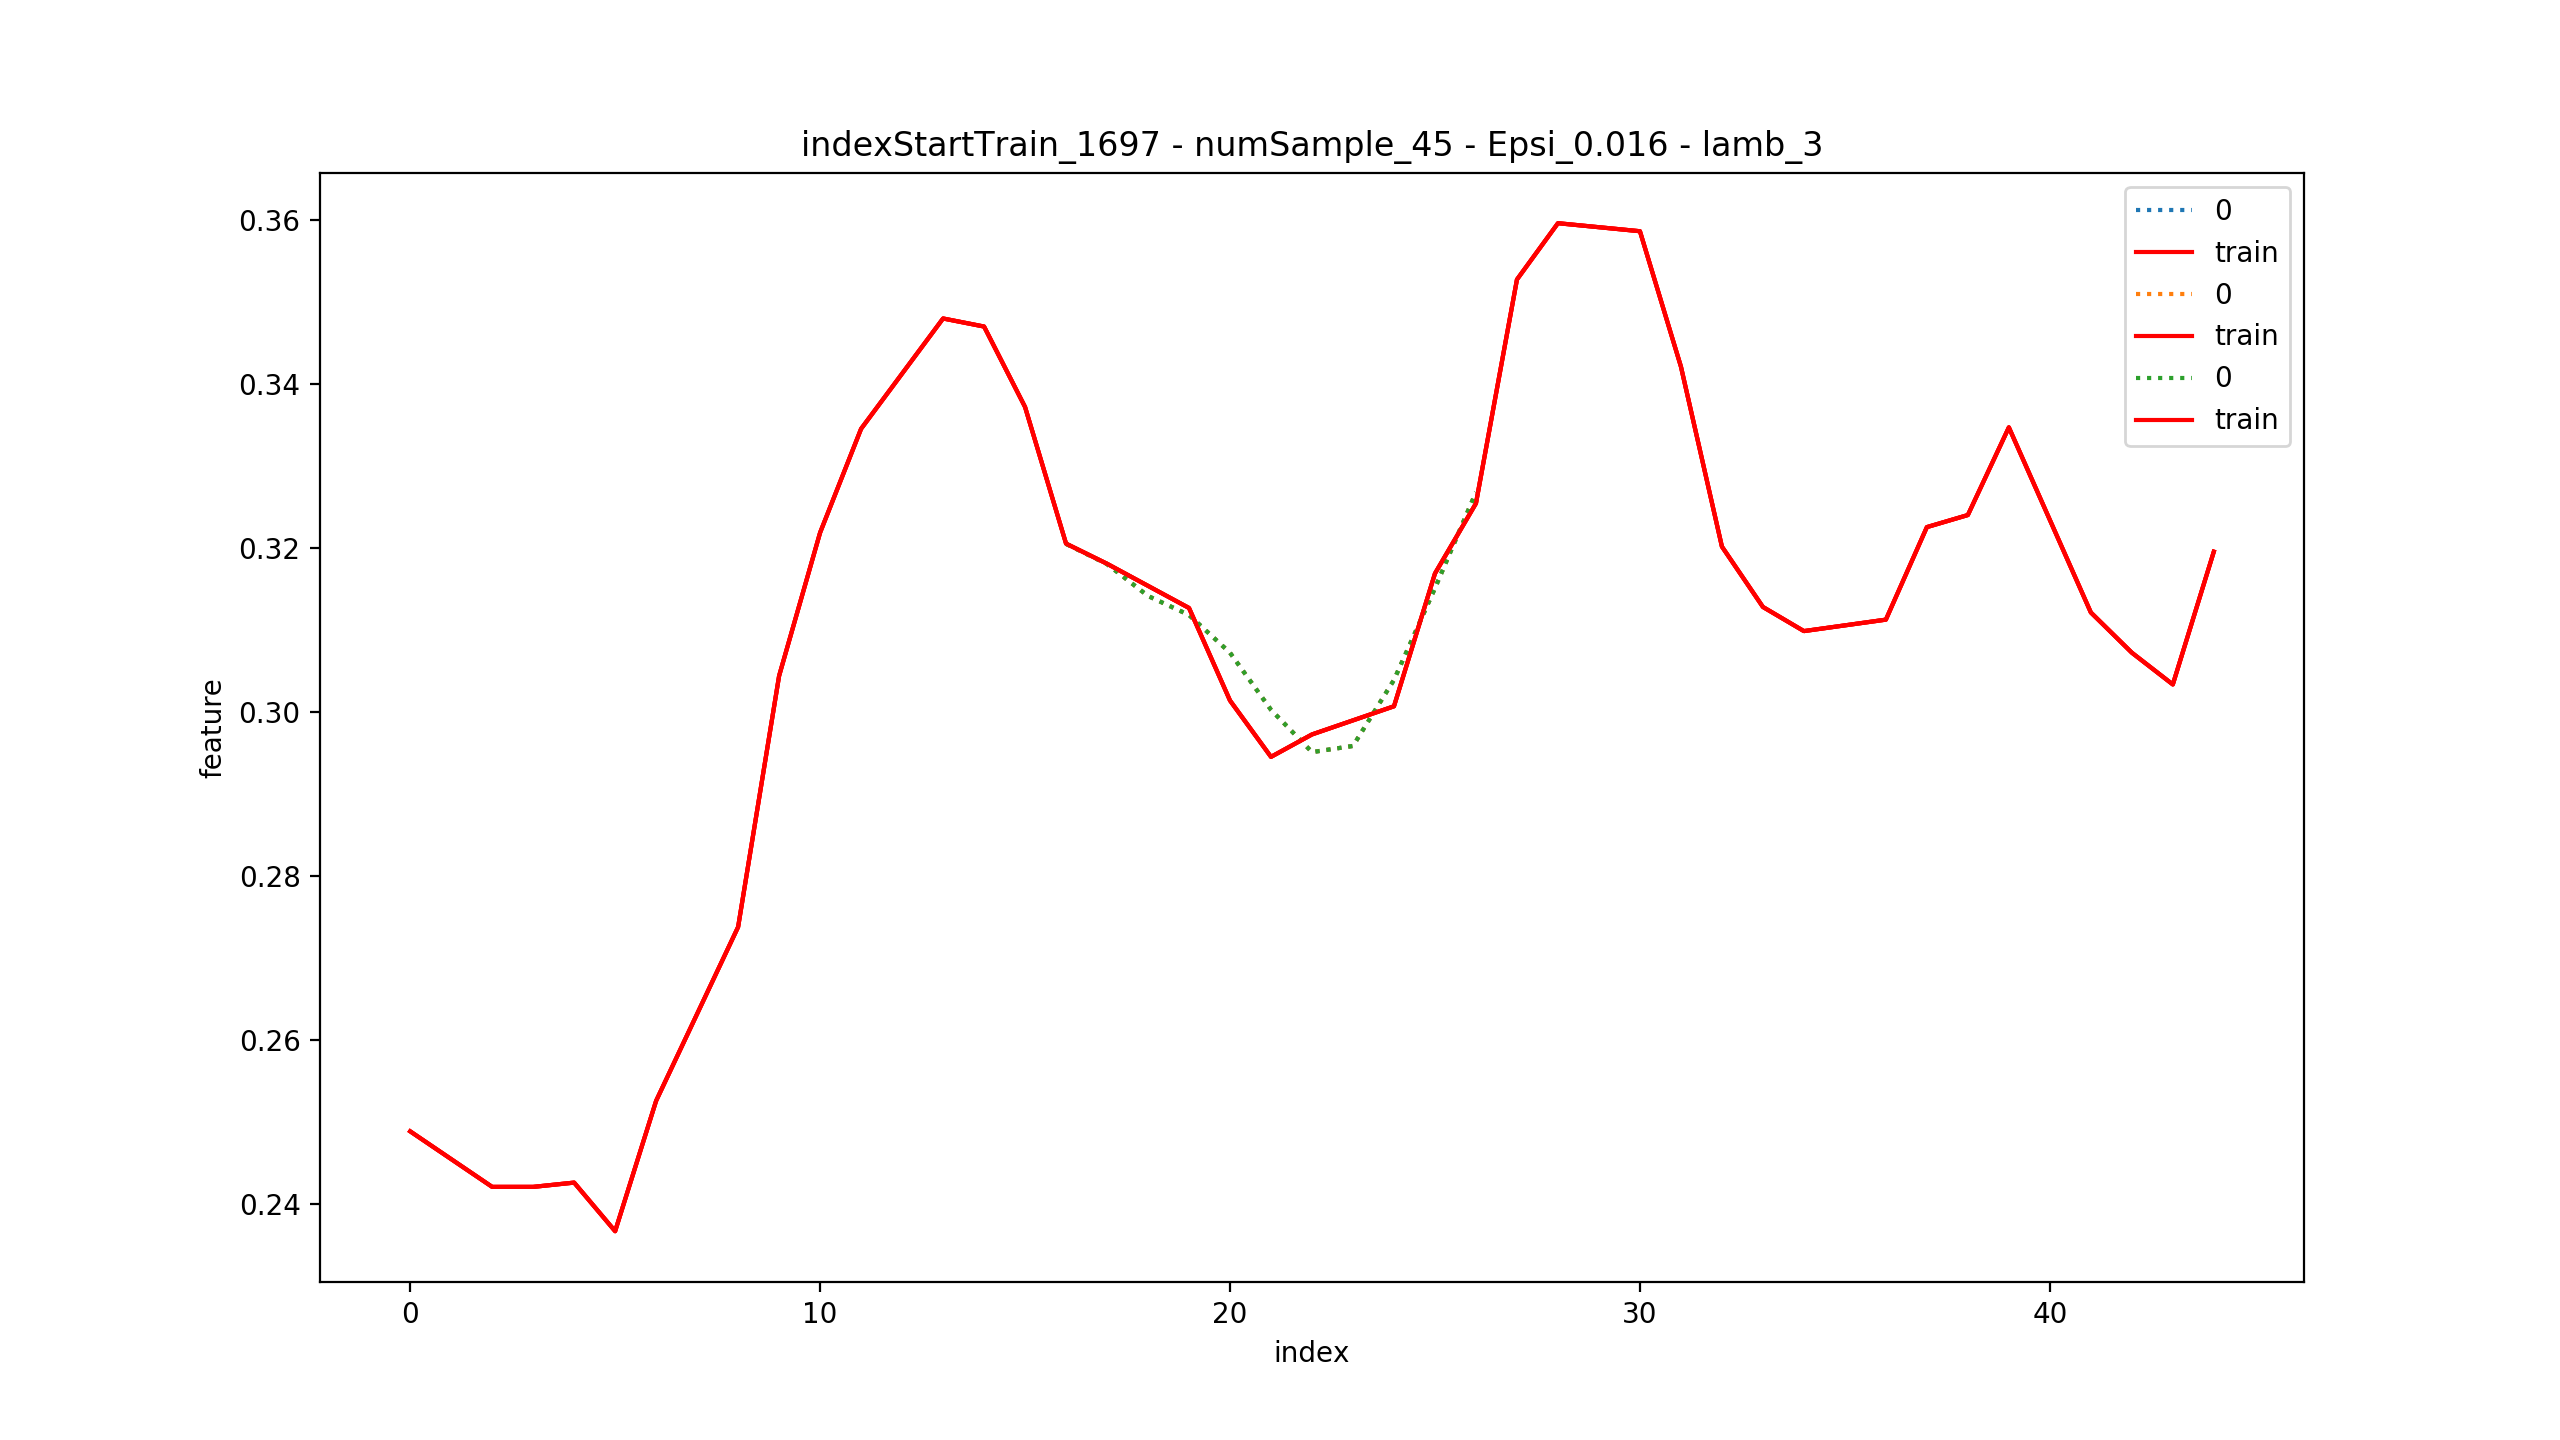 indexStartTrain_1697 - numSample_45 - Epsi_0.016 - lamb_3
0.36
0.34
0.32
0.30
0.28
0.26
0.24
feature
0
train
0
train
0
train
0
10
20
30
40
index